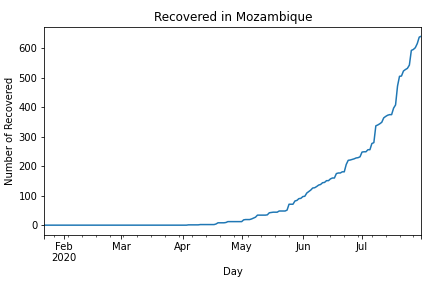 Recovered in Mozambique
Number of Recovered
600
500
400
300
200
100
0
Feb
2020
Mar
Apr
May
Jun
Jul
Day